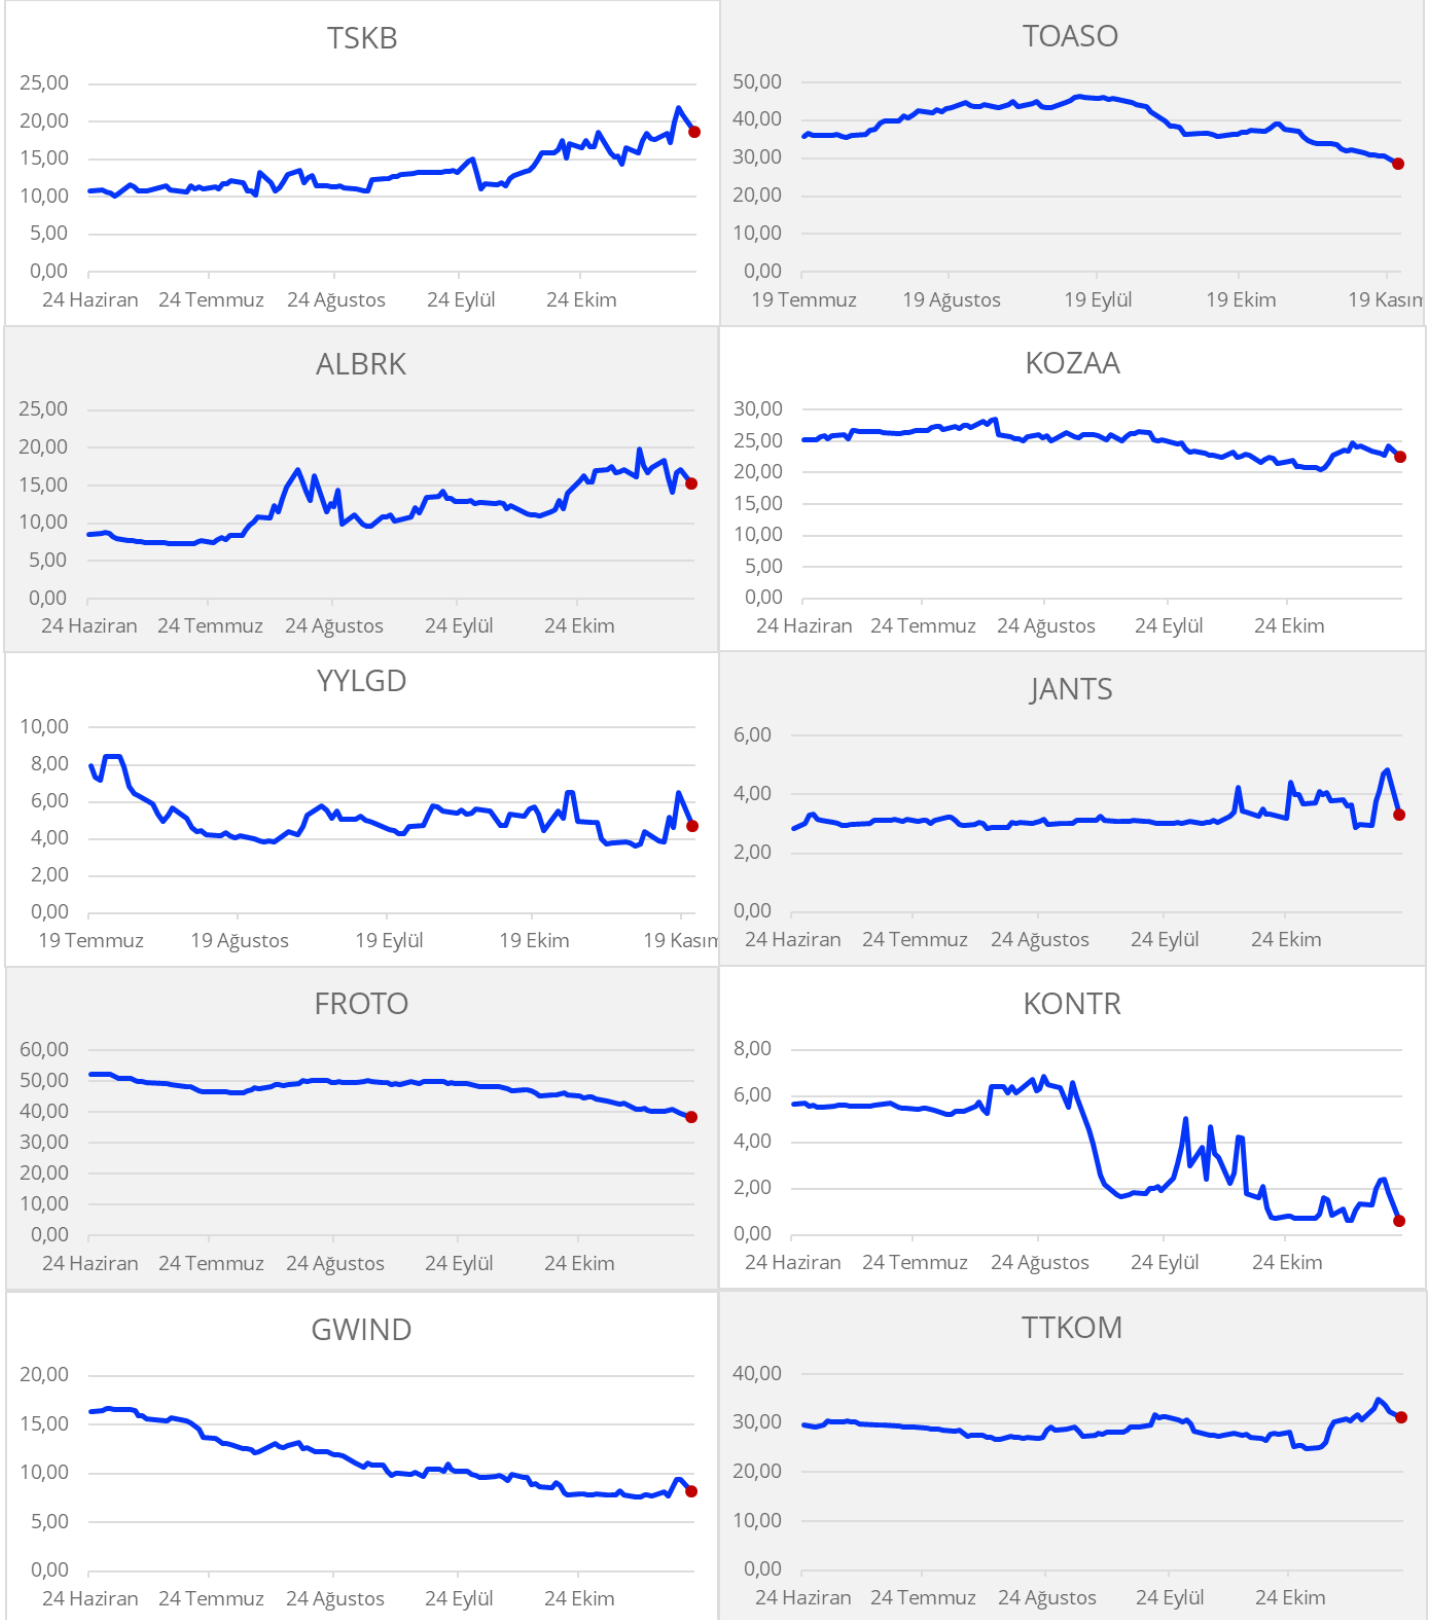 TSKB
25,00
20,00
15,00
10,00
5,00
0,00
24 Haziran 24 Temmuz 24 Ağustos 24 Eylül 24 Ekim
TOASO
50,00
40,00
30,00
20,00
10,00
0,00
19 Temmuz 19 Ağustos 19 Eylül 19 Ekim 19 Kasım
ALBRK
25,00
20,00
15,00
10,00
5,00
0,00
24 Haziran 24 Temmuz 24 Ağustos 24 Eylül 24 Ekim
KOZAA
30,00
25,00
20,00
15,00
10,00
5,00
0,00
24 Haziran 24 Temmuz 24 Ağustos 24 Eylül 24 Ekim
YYLGD
10,00
8,00
6,00
4,00
2,00
0,00
19 Temmuz 19 Ağustos 19 Eylül 19 Ekim 19 Kasım
JANTS
6,00
4,00
2,00
0,00
24 Haziran 24 Temmuz 24 Ağustos 24 Eylül 24 Ekim
FROTO
60,00
50,00
40,00
30,00
20,00
10,00
0,00
24 Haziran 24 Temmuz 24 Ağustos 24 Eylül 24 Ekim
KONTR
8,00
6,00
4,00
2,00
0,00
24 Haziran 24 Temmuz 24 Ağustos 24 Eylül 24 Ekim
GWIND
20,00
15,00
10,00
5,00
0,00
24 Haziran 24 Temmuz 24 Ağustos 24 Eylül 24 Ekim
TTKOM
40,00
30,00
20,00
10,00
0,00
24 Haziran 24 Temmuz 24 Ağustos 24 Eylül 24 Ekim